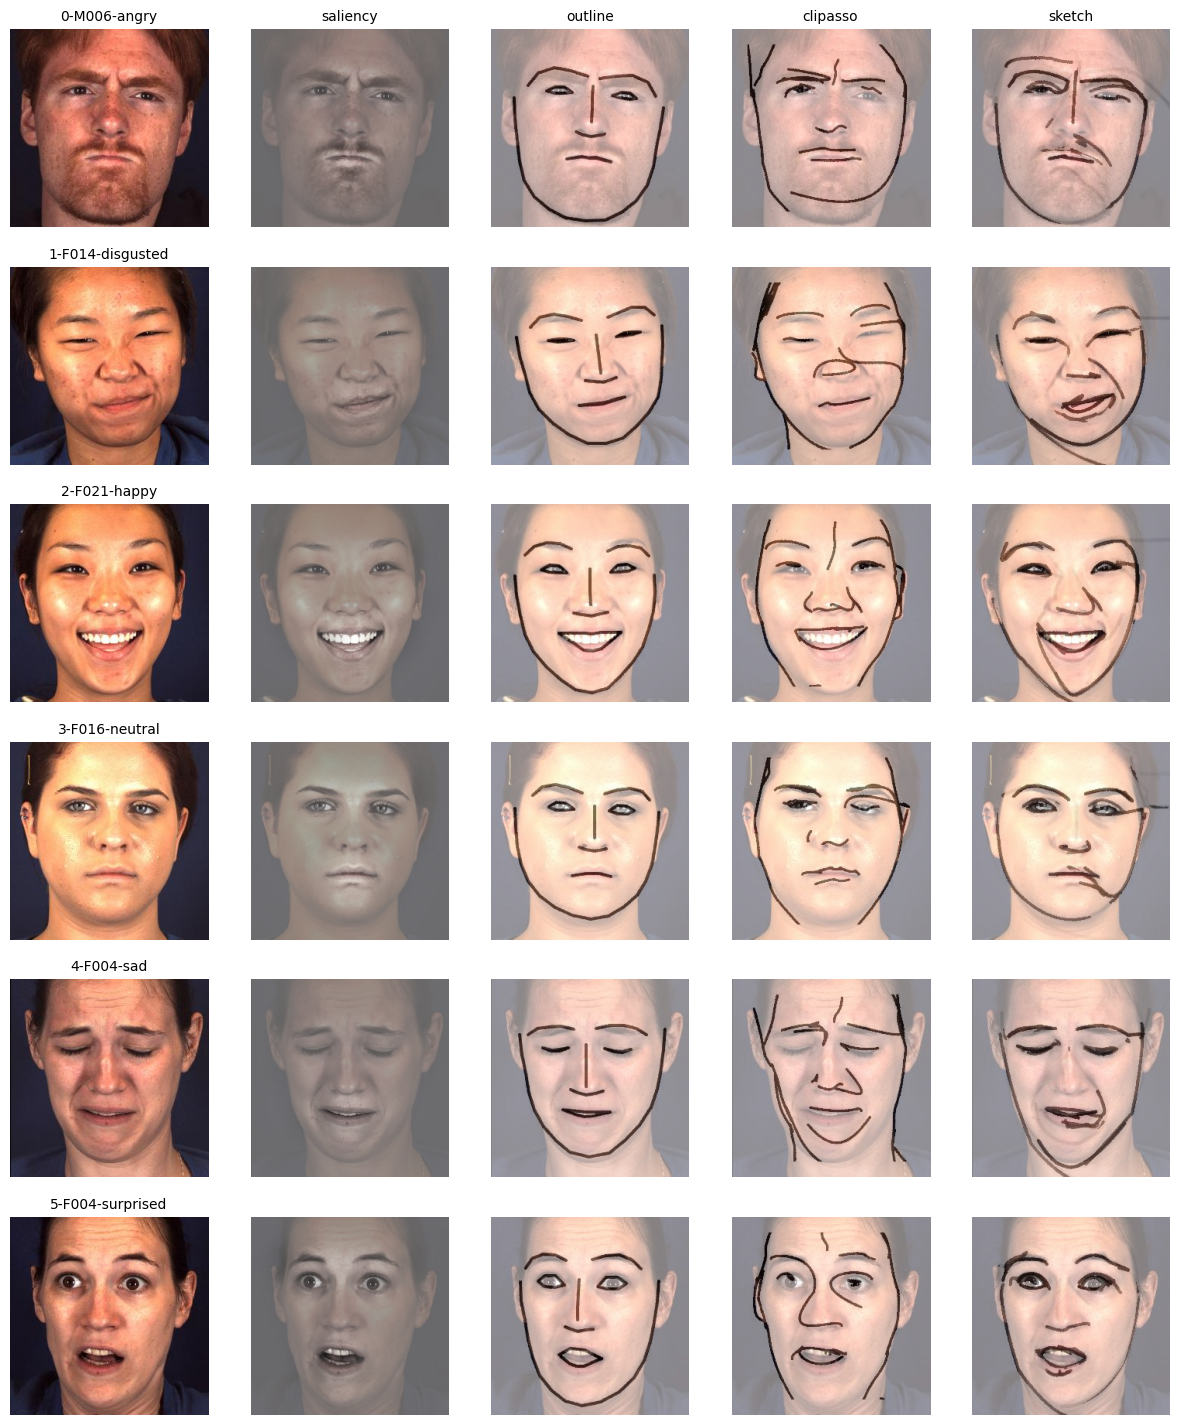 0-M006-angry saliency outline clipasso sketch
1-F014-disgusted
2-F021-happy
3-F016-neutral
4-F004-sad
5-F004-surprised